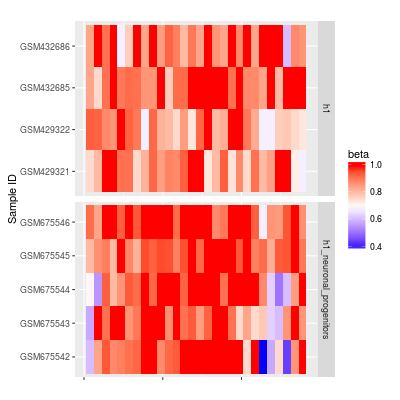 GSM432686
GSM432685
GSM429322
GSM429321
h1
GSM675546
GSM675545
GSM675544
GSM675543
GSM675542
h1_neuronal_progenitors
Sample ID
beta
1.0
0.8
0.6
0.4